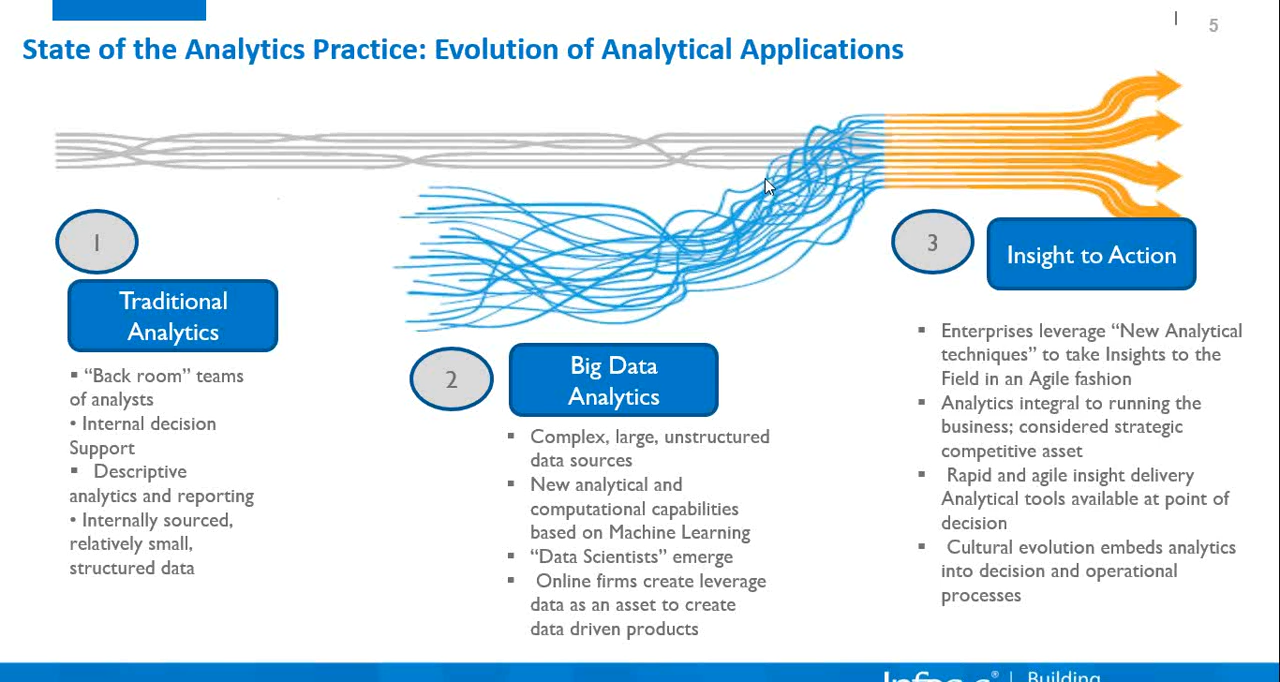 5
State of the Analytics Practice: Evolution of Analytical Applications
1
Traditional
Analytics
▪ “Back room” teams
of analysts
• Internal decision
Support
▪ Descriptive
analytics and reporting
• Internally sourced,
relatively small,
structured data
2
Big Data
Analytics
▪ Complex, large, unstructured
data sources
▪ New analytical and
computational capabilities
based on Machine Learning
▪ “Data Scientists” emerge
▪ Online firms create leverage
data as an asset to create
data driven products
3
Insight to Action
▪ Enterprises leverage “New Analytical
techniques” to take Insights to the
Field in an Agile fashion
▪ Analytics integral to running the
business; considered strategic
competitive asset
▪ Rapid and agile insight delivery
Analytical tools available at point of
decision
▪ Cultural evolution embeds analytics
into decision and operational
processes
Building